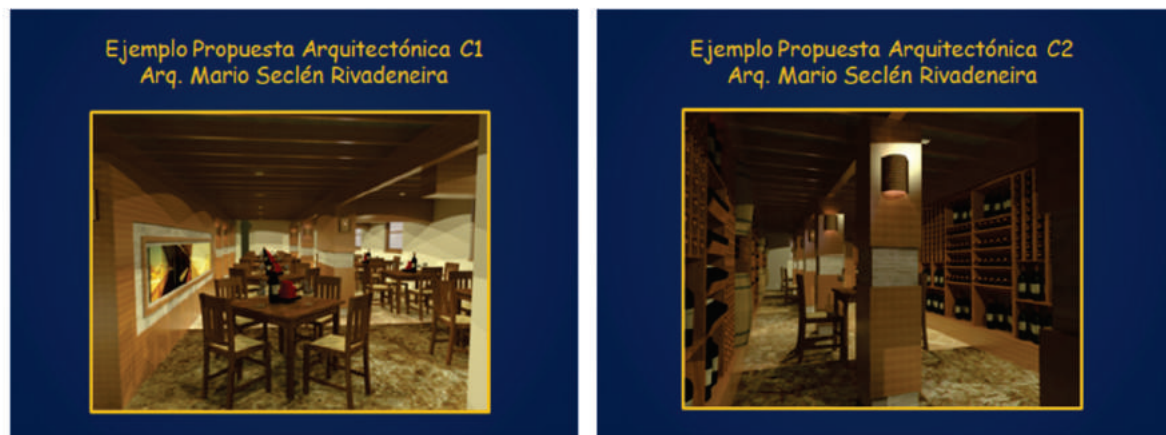 Ejemplo Propuesta Arquitectónica C1
Arq. Mario Seclén Rivadeneira
Ejemplo Propuesta Arquitectónica C2
Arq. Mario Seclén Rivadeneira